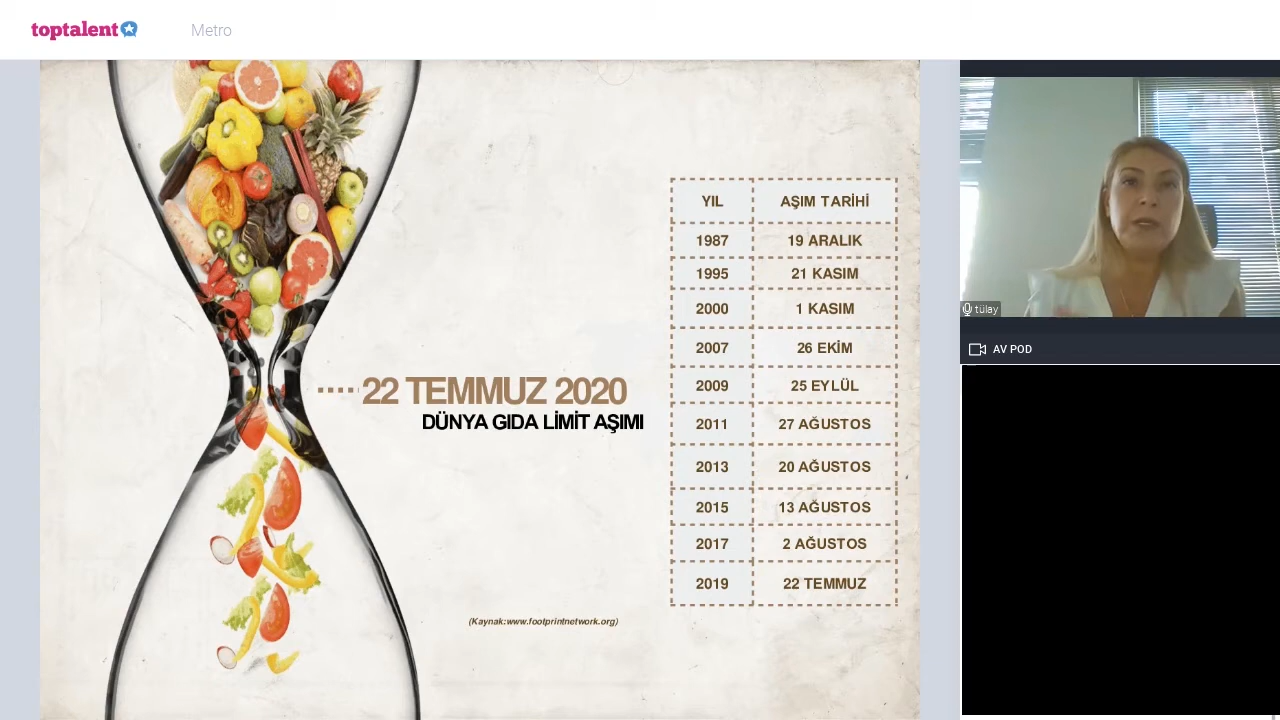 toptalent
Metro
22 TEMMUZ 2020
DÜNYA GIDA LİMİT AŞIMI
YIL AŞIM TARİHİ
1987 19 ARALIK
1995 21 KASIM
2000 1 KASIM
2007 26 EKİM
2009 25 EYLÜL
2011 27 AĞUSTOS
2013 20 AĞUSTOS
2015 13 AĞUSTOS
2017 2 AĞUSTOS
2019 22 TEMMUZ
(Kaynak:www.footprintnetwork.org)
tülay
AV POD